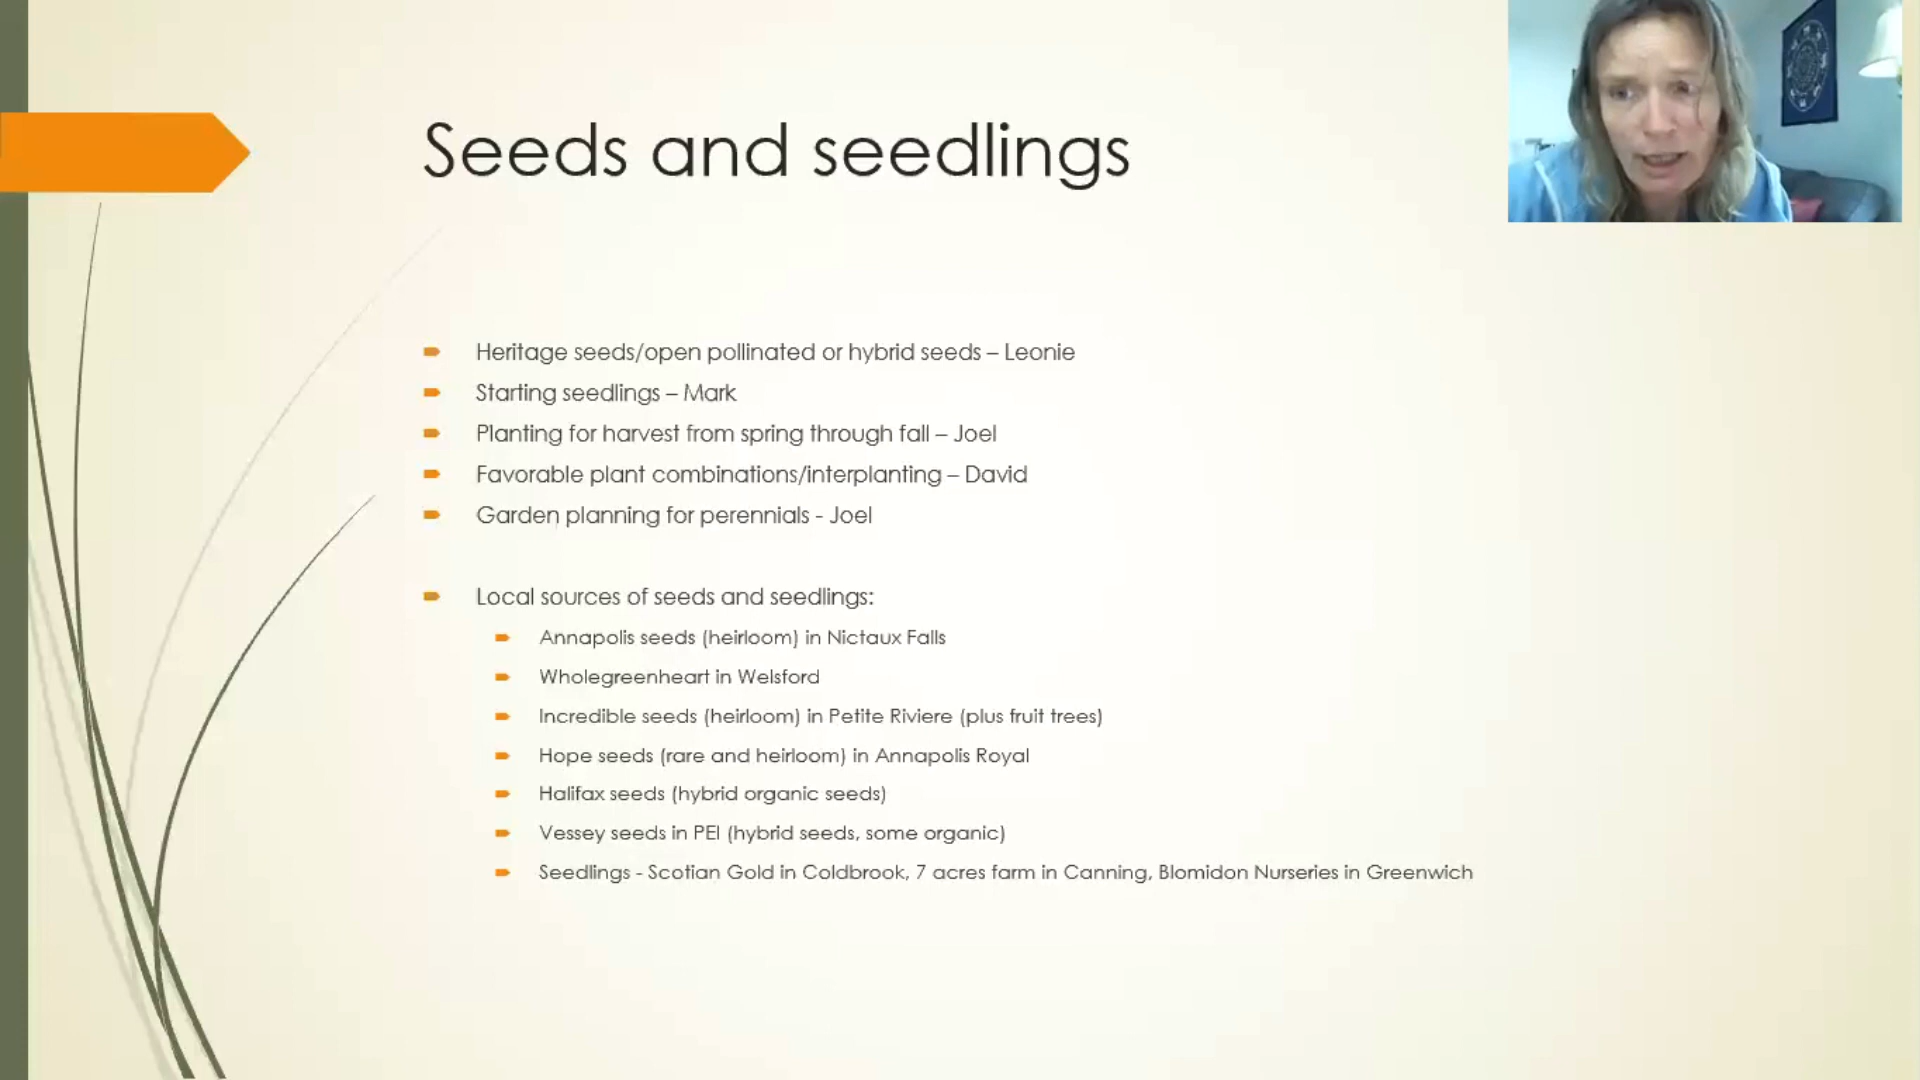 Seeds and seedlings
Heritage seeds/open pollinated or hybrid seeds – Leonie
Starting seedlings – Mark
Planting for harvest from spring through fall – Joel
Favorable plant combinations/interplanting – David
Garden planning for perennials - Joel
Local sources of seeds and seedlings:
Annapolis seeds (heirloom) in Nictaux Falls
Wholegreenheart in Welsford
Incredible seeds (heirloom) in Petite Riviere (plus fruit trees)
Hope seeds (rare and heirloom) in Annapolis Royal
Halifax seeds (hybrid organic seeds)
Vessey seeds in PEI (hybrid seeds, some organic)
Seedlings - Scotian Gold in Coldbrook, 7 acres farm in Canning, Blomidon Nurseries in Greenwich